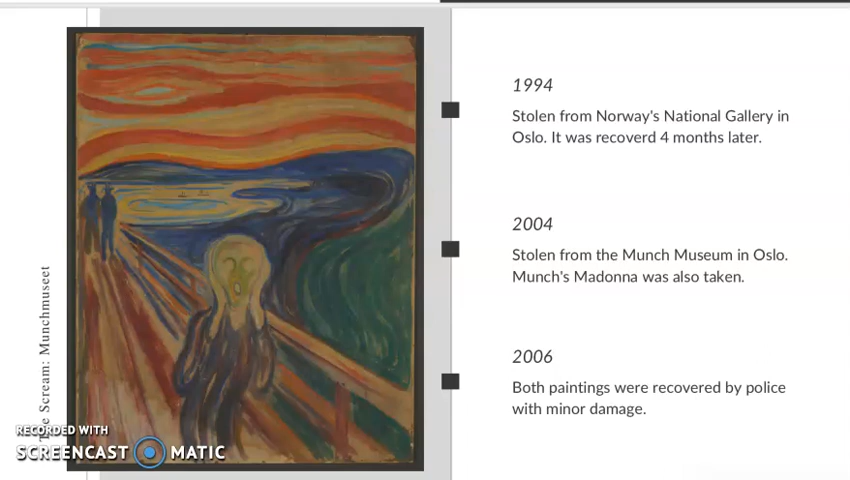 1994
Stolen from Norway's National Gallery in
Oslo. It was recoverd 4 months later.
2004
Stolen from the Munch Museum in Oslo.
Munch's Madonna was also taken.
2006
Both paintings were recovered by police
with minor damage.
Scream: Munchmuseet
RECORDED WITH
SCREENCAST MATIC